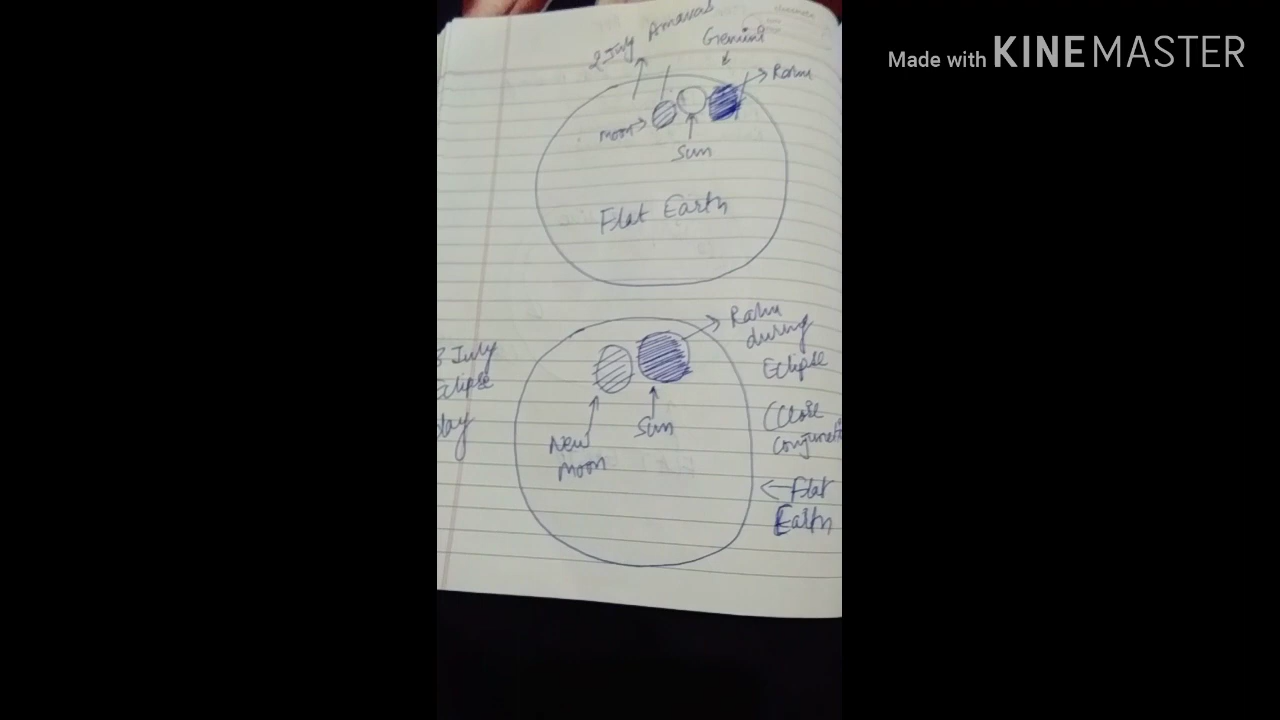 Made with KINEMASTER
2 July Amavas
Gemini
Rahu
Moon
Sun
Flat Earth
Rahu
during
Eclipse
3 July
Eclipse
day
(Close
Sun
New
Moon
Flat
Earth